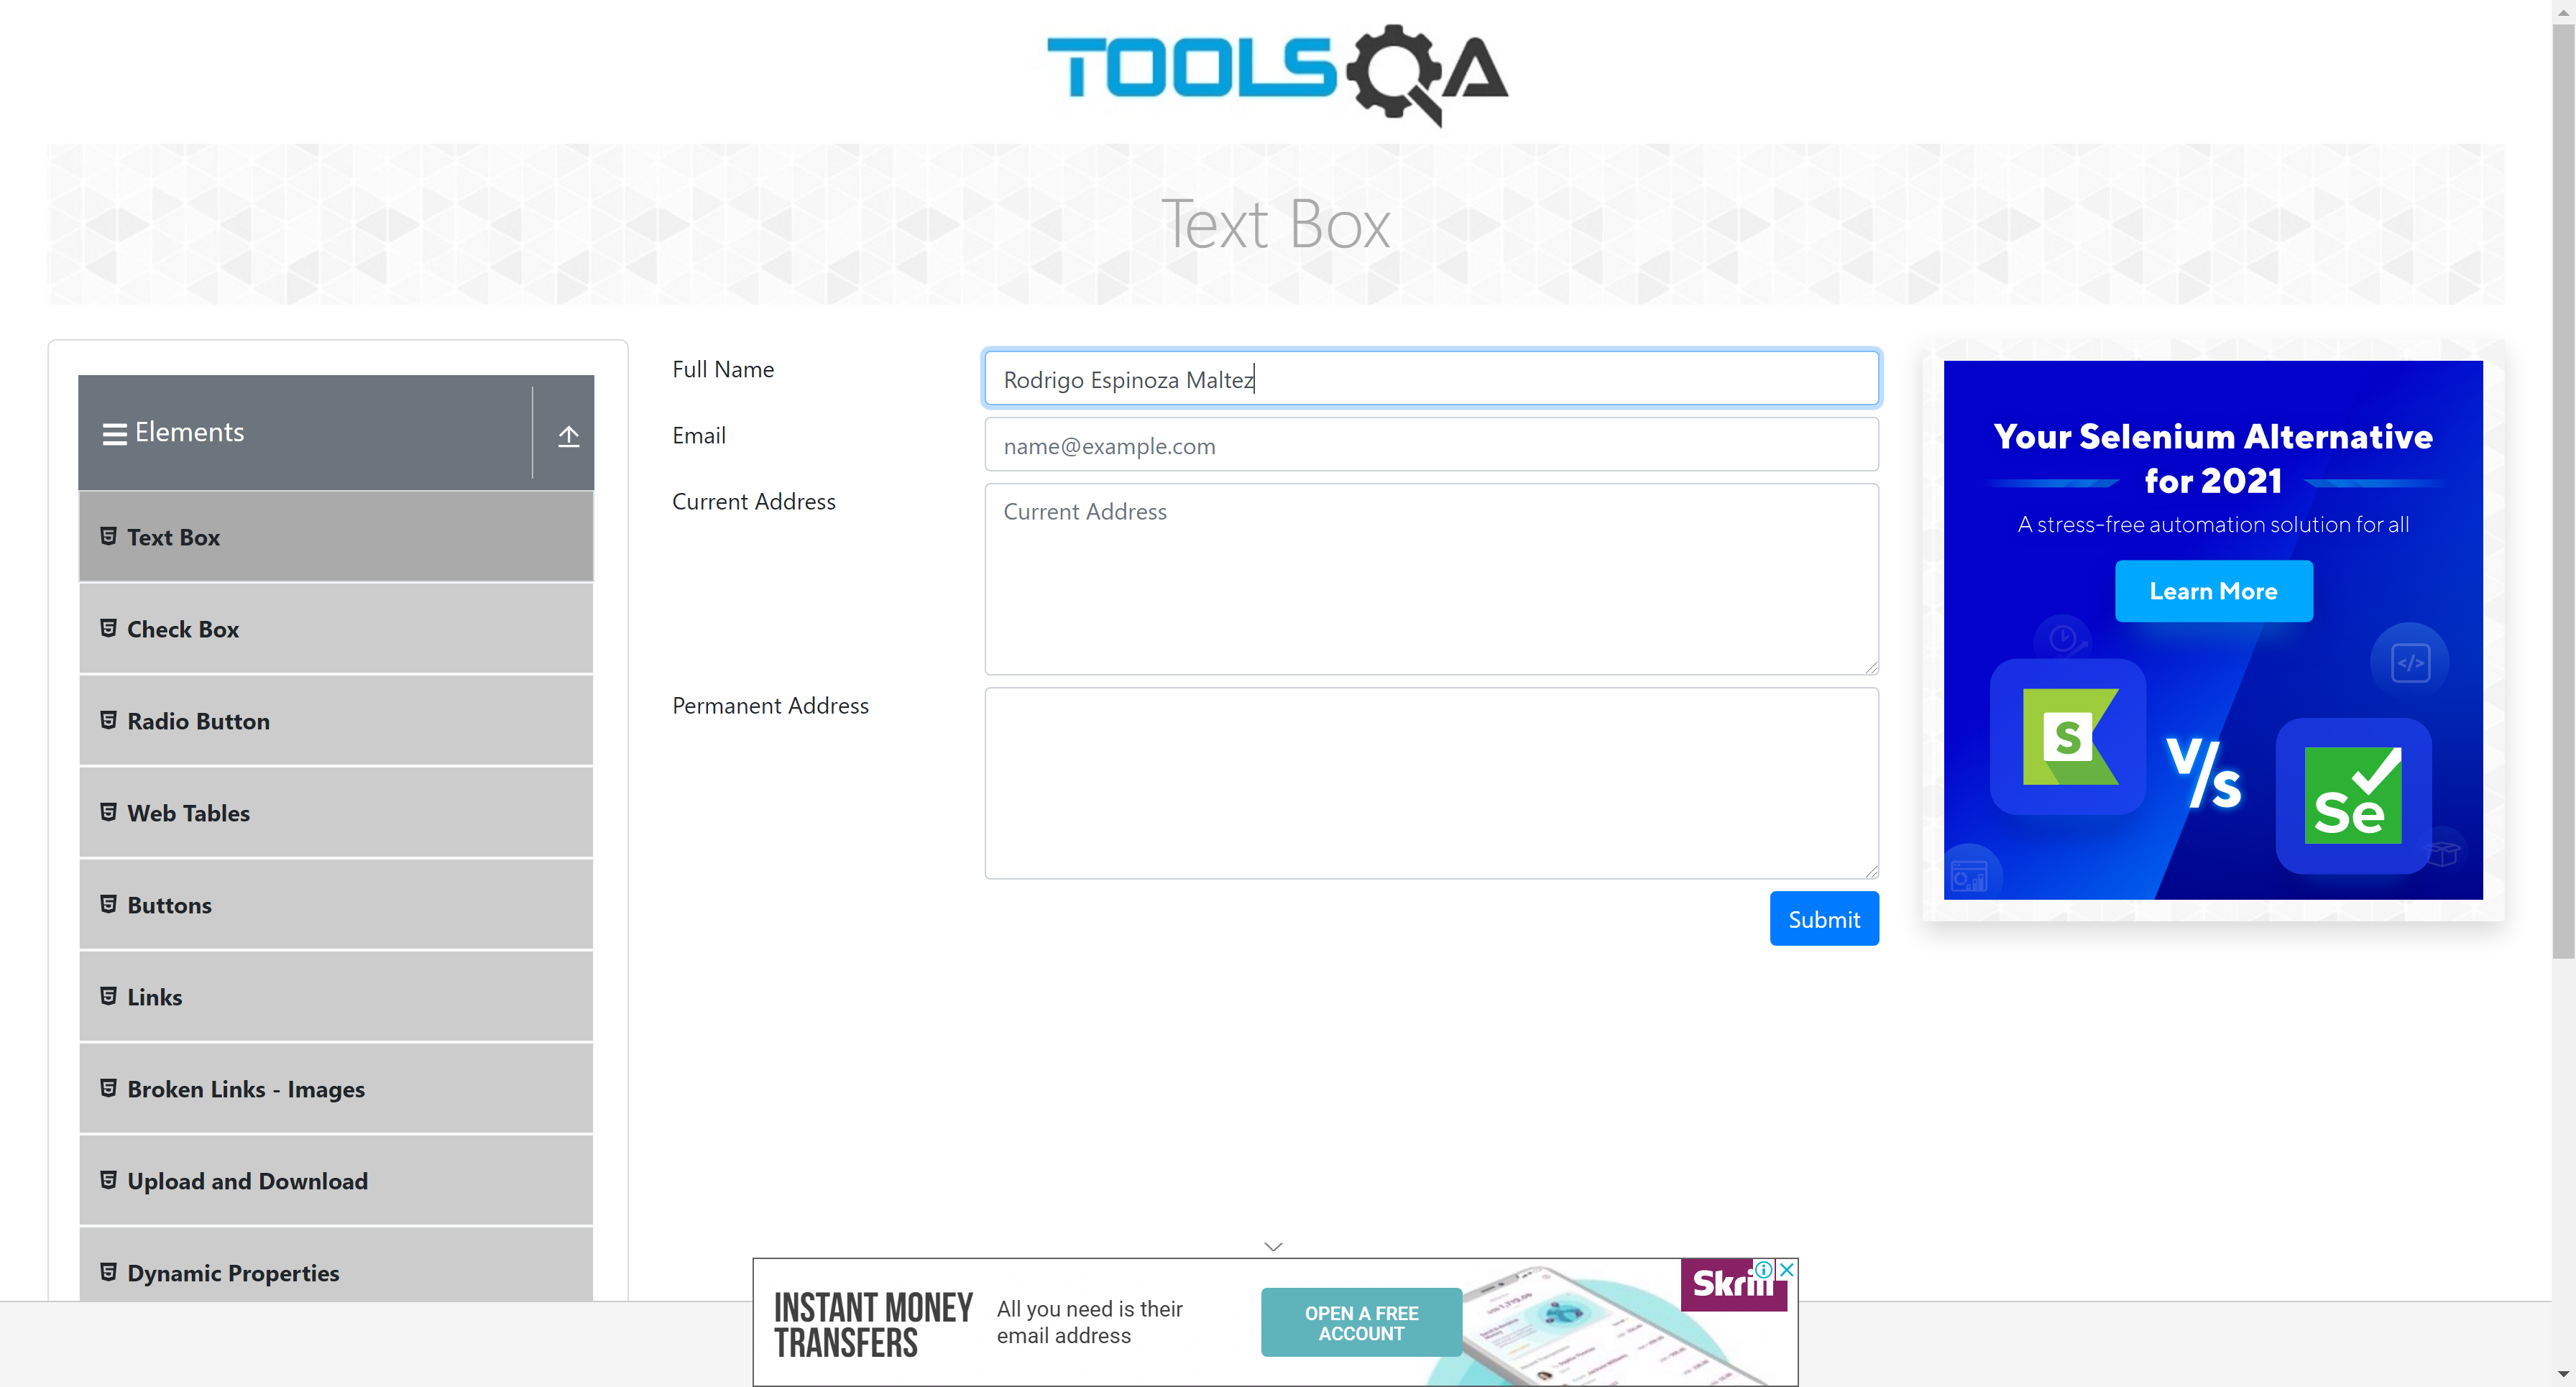 TOOLSQA
Text Box
Elements
Text Box
Check Box
Radio Button
Web Tables
Buttons
Links
Broken Links - Images
Upload and Download
Dynamic Properties
Full Name
Rodrigo Espinoza Maltez
Email
name@example.com
Current Address
Current Address
Permanent Address
Submit
Your Selenium Alternative
for 2021
A stress-free automation solution for all
Learn More
</>
S
V/s
Se
INSTANT MONEY
TRANSFERS
All you need is their
email address
OPEN A FREE
ACCOUNT
Skrill